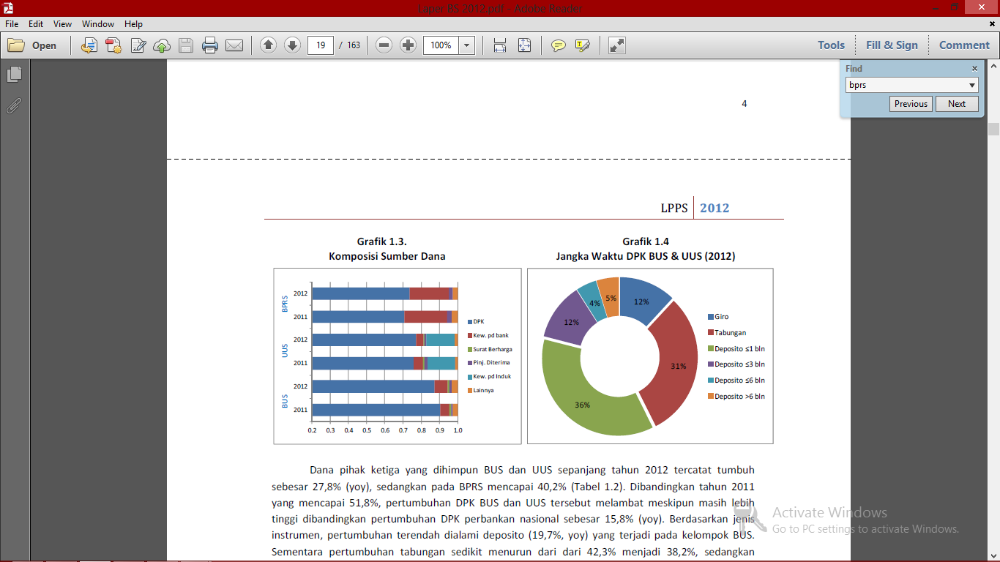 Laper BS 2012.pdf - Adobe Reader
File Edit View Window Help
Open
19 / 163
100%
Tools Fill & Sign Comment
Find
bprs
Previous Next
4
LPPS 2012
Grafik 1.3.
Komposisi Sumber Dana
BPRS
2012
2011
UUS
2012
2011
BUS
2012
2011
0.2 0.3 0.4 0.5 0.6 0.7 0.8 0.9 1.0
DPK
Kew. pd bank
Surat Berharga
Pinj. Diterima
Kew. pd Induk
Lainnya
Grafik 1.4
Jangka Waktu DPK BUS & UUS (2012)
12%
31%
36%
12%
4%
5%
Giro
Tabungan
Deposito ≤1 bln
Deposito ≤3 bln
Deposito ≤6 bln
Deposito >6 bln
Dana pihak ketiga yang dihimpun BUS dan UUS sepanjang tahun 2012 tercatat tumbuh
sebesar 27,8% (yoy), sedangkan pada BPRS mencapai 40,2% (Tabel 1.2). Dibandingkan tahun 2011
yang mencapai 51,8%, pertumbuhan DPK BUS dan UUS tersebut melambat meskipun masih lebih
tinggi dibandingkan pertumbuhan DPK perbankan nasional sebesar 15,8% (yoy). Berdasarkan jenis
instrumen, pertumbuhan terendah dialami deposito (19,7%, yoy) yang terjadi pada kelompok BUS.
Sementara pertumbuhan tabungan sedikit menurun dari dari 42,3% menjadi 38,2%, sedangkan
Activate Windows
Go to PC settings to activate Windows.